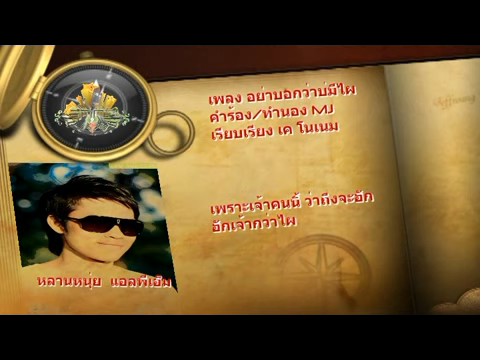 เพลง อย่าบอกว่าบ่มีไผ
คำร้อง/ทำนอง MJ
เรียบเรียง เค โนเนม
เพราะเจ้าคนนี้ ว่าถึงจะฮัก
ฮักเจ้ากว่าไผ
หลานหนุ่ย แอลพีเซิม